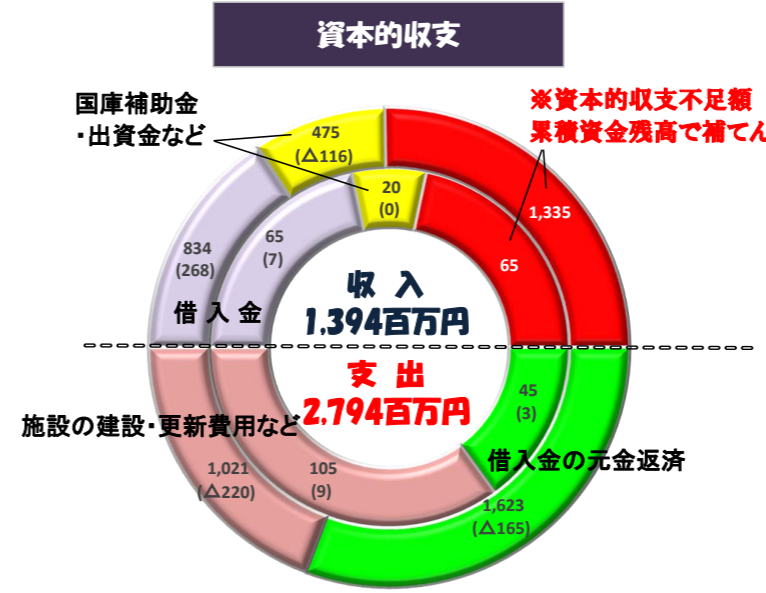 資本的収支
国庫補助金
・出資金など
※資本的収支不足額
累積資金残高で補てん
475
(△116)
20
(0)
1,335
65
834
(268)
65
(7)
借入金
収入
1,394百万円
支出
2,794百万円
45
(3)
施設の建設・更新費用など
借入金の元金返済
1,021
(△220)
105
(9)
1,623
(△165)